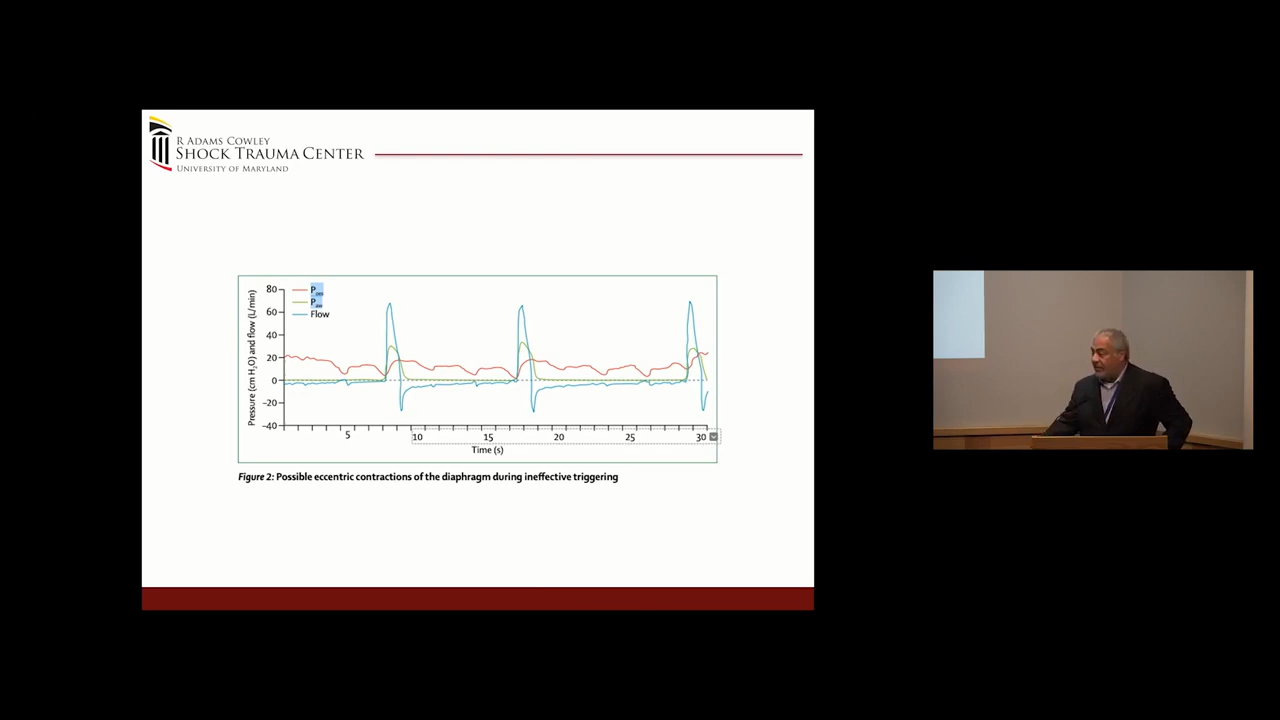 R ADAMS COWLEY
SHOCK TRAUMA CENTER
UNIVERSITY OF MARYLAND
Pressure (cm H₂O) and flow (L/min)
80
60
40
20
0
–20
–40
Poes
Paw
Flow
5
10
15
20
25
30
Time (s)
Figure 2: Possible eccentric contractions of the diaphragm during ineffective triggering